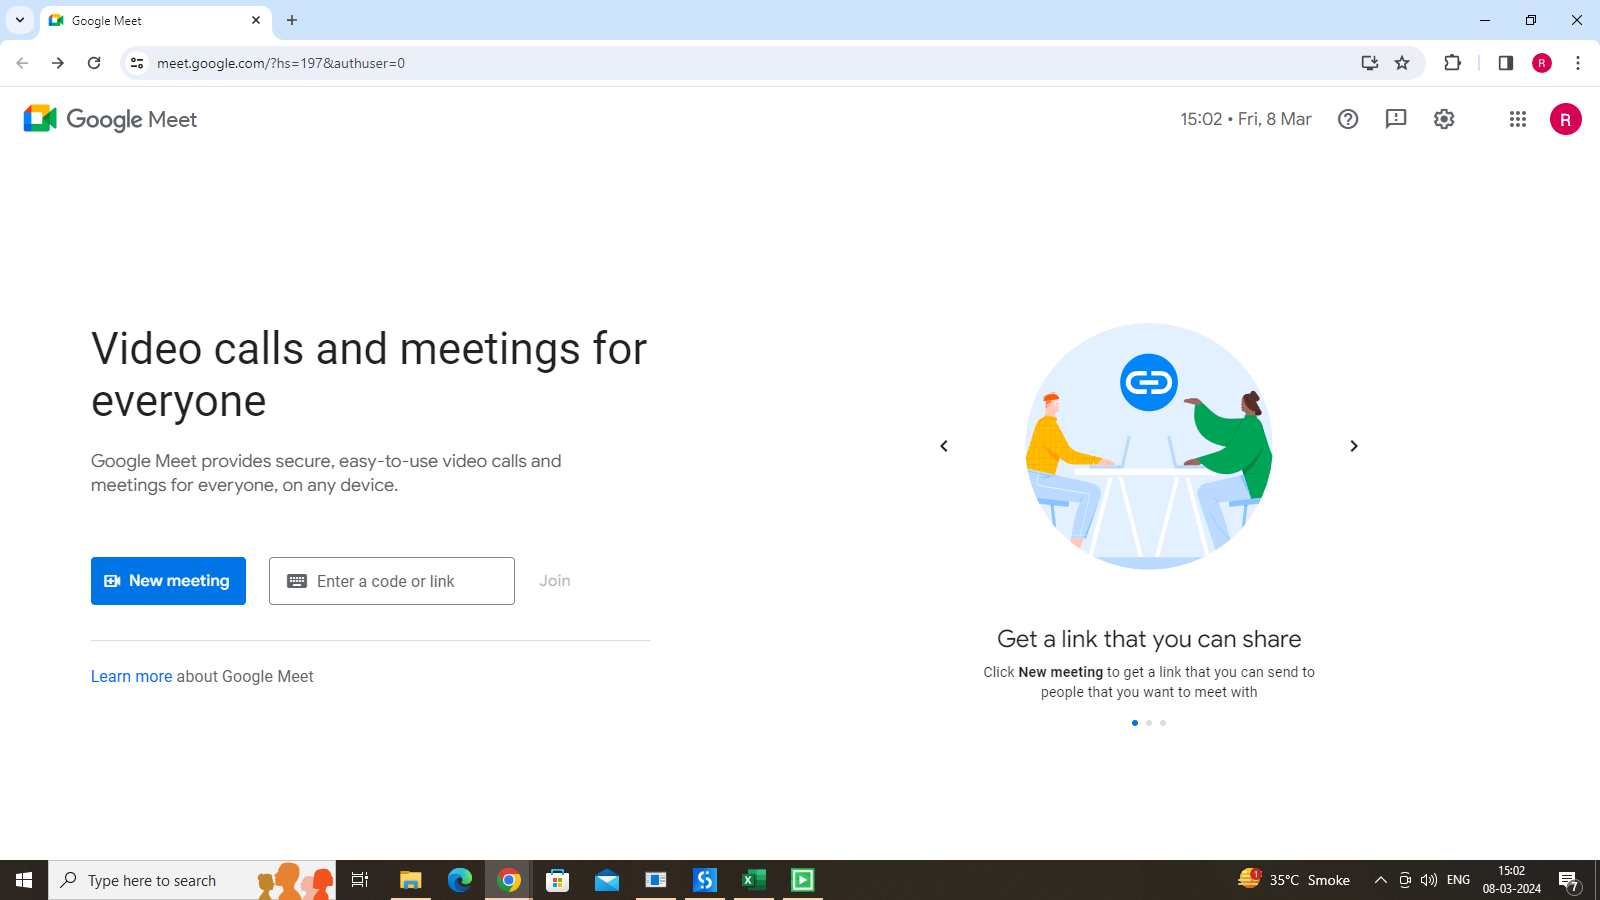 Google Meet
meet.google.com/?hs=197&authuser=0
R
Google Meet
15:02 • Fri, 8 Mar
R
Video calls and meetings for
everyone
Google Meet provides secure, easy-to-use video calls and
meetings for everyone, on any device.
New meeting
Enter a code or link
Join
Learn more about Google Meet
Get a link that you can share
Click New meeting to get a link that you can send to
people that you want to meet with
Type here to search
1
35°C Smoke
ENG
15:02
08-03-2024
7